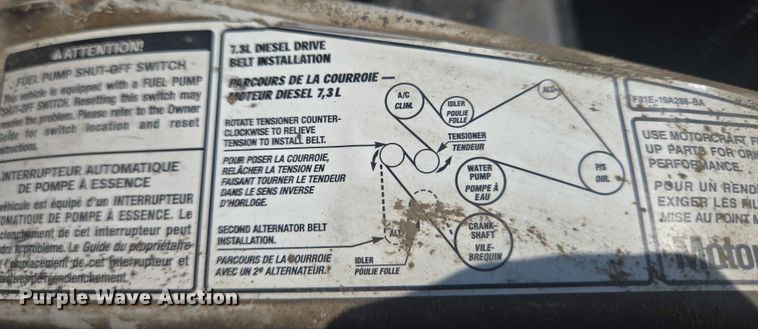 ATTENTION!
FUEL PUMP SHUT-OFF SWITCH
This vehicle is equipped with a FUEL PUMP
SHUT-OFF SWITCH. Resetting this switch may
resolve the problem. Please refer to the Owner
Guide for switch location and reset
instructions.
INTERRUPTEUR AUTOMATIQUE
DE POMPE À ESSENCE
véhicule est équipé d'un INTERRUPTEUR
AUTOMATIQUE DE POMPE À ESSENCE. Le
clenchement de cet interrupteur peut
le problème. Le Guide du propriétaire
l'emplacement de cet interrupteur et
de réenclenchement.
7.3L DIESEL DRIVE
BELT INSTALLATION
PARCOURS DE LA COURROIE —
MOTEUR DIESEL 7,3 L
ROTATE TENSIONER COUNTER-
CLOCKWISE TO RELIEVE
TENSION TO INSTALL BELT.
POUR POSER LA COURROIE,
RELÂCHER LA TENSION EN
FAISANT TOURNER LE TENDEUR
DANS LE SENS INVERSE
D'HORLOGE.
SECOND ALTERNATOR BELT
INSTALLATION.
PARCOURS DE LA COURROIE
AVEC UN 2e ALTERNATEUR.
A/C
CLIM.
IDLER
POULIE
FOLLE
ALT.
TENSIONER
TENDEUR
WATER
PUMP
POMPE À
EAU
P/S
DIR.
CRANK-
SHAFT
VILE-
BREQUIN
ALT.
IDLER
POULIE FOLLE
F81E-19A286-BA
USE MOTORCRAFT
UP PARTS FOR
PERFORMANCE.
POUR UN
EXIGER LES
MISE AU POINT
Motor
Purple Wave Auction